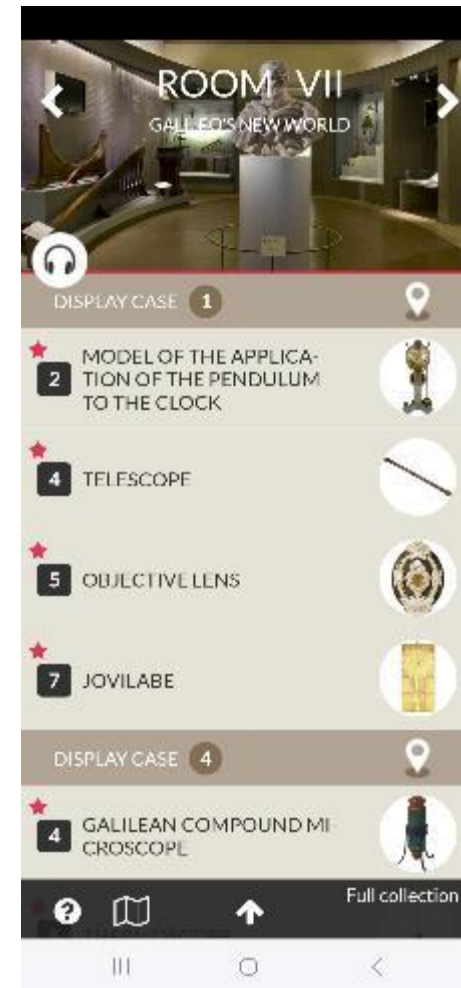 ROOM VII
GALILEO'S NEW WORLD
DISPLAY CASE 1
2
MODEL OF THE APPLICA-
TION OF THE PENDULUM
TO THE CLOCK
4
TELESCOPE
5
OBJECTIVE LENS
7
JOVILABE
DISPLAY CASE 4
4
GALILEAN COMPOUND MI
CROSCOPE
?
Full collection